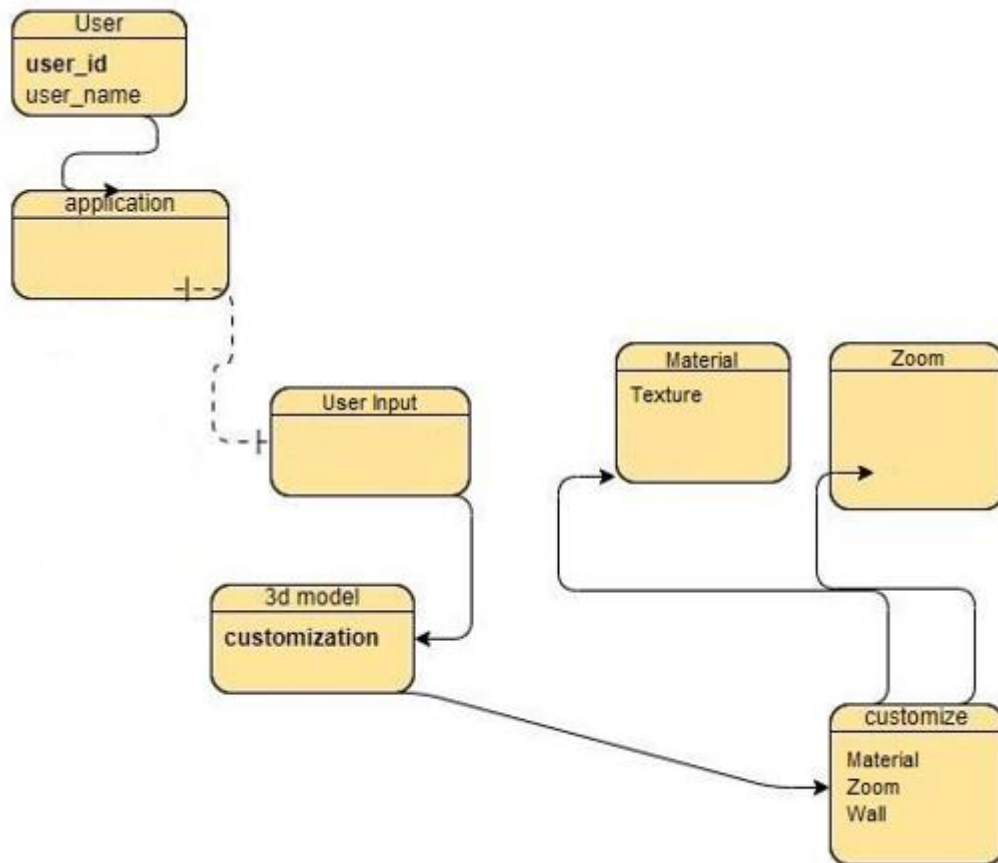 User
user_id
user_name
application
User Input
Material
Texture
Zoom
3d model
customization
customize
Material
Zoom
Wall